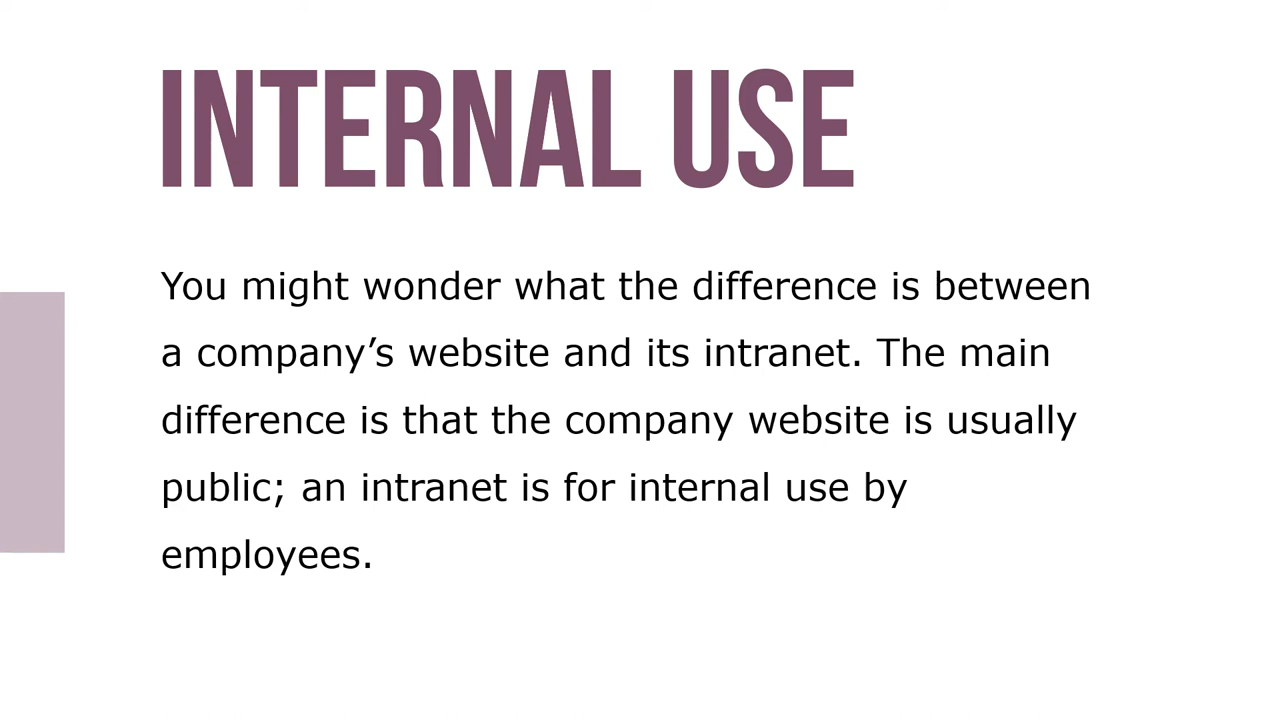 INTERNAL USE
You might wonder what the difference is between
a company’s website and its intranet. The main
difference is that the company website is usually
public; an intranet is for internal use by
employees.